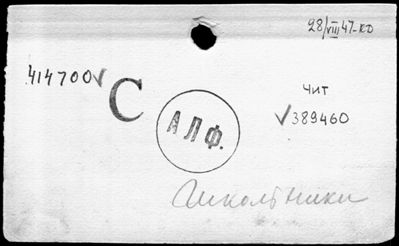 28/VIII 47-КО
414700✓
С
Чит
✓389460
АЛФ.
Школьники